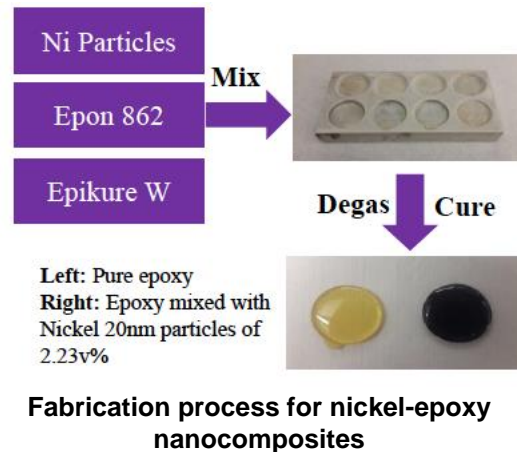 Ni Particles
Mix
Epon 862
Epikure W
Degas
Cure
Left: Pure epoxy
Right: Epoxy mixed with
Nickel 20nm particles of
2.23v%
Fabrication process for nickel-epoxy
nanocomposites